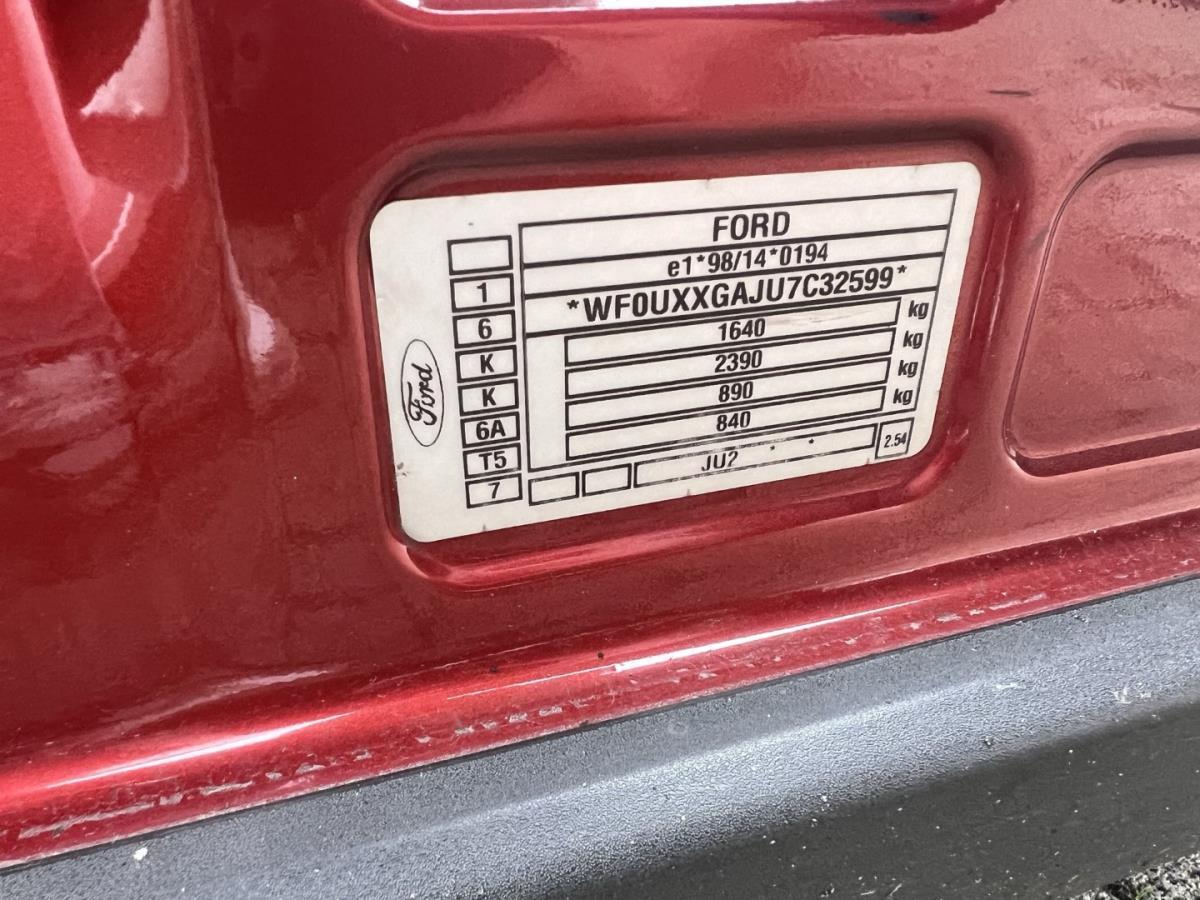 FORD
e1*98/14*0194
*WF0UXXGAJU7C32599*
1640 kg
2390 kg
890 kg
840 kg
JU2 * *
2.54
1
6
K
K
6A
T5
7
Ford